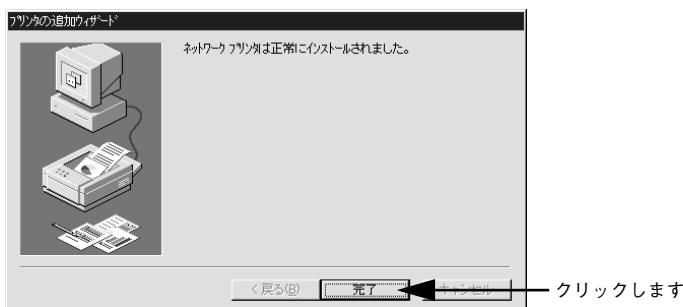 プリンタの追加ウィザード
ネットワーク プリンタは正常にインストールされました。
< 戻る(B)
完了
キャンセル
クリックします